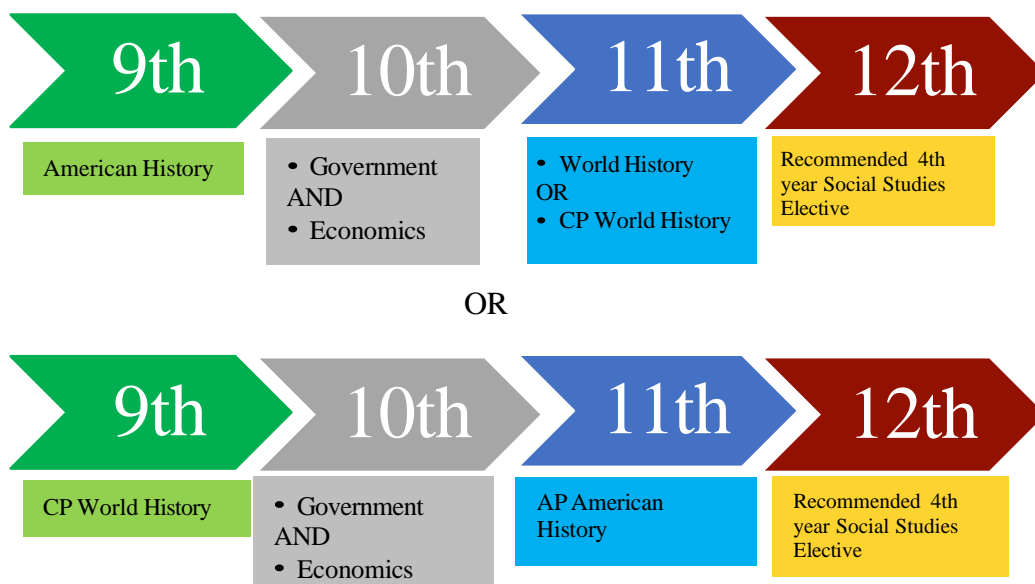 9th
10th
11th
12th
American History
• Government
AND
• Economics
• World History
OR
• CP World History
Recommended 4th
year Social Studies
Elective
OR
9th
10th
11th
12th
CP World History
• Government
AND
• Economics
AP American
History
Recommended 4th
year Social Studies
Elective